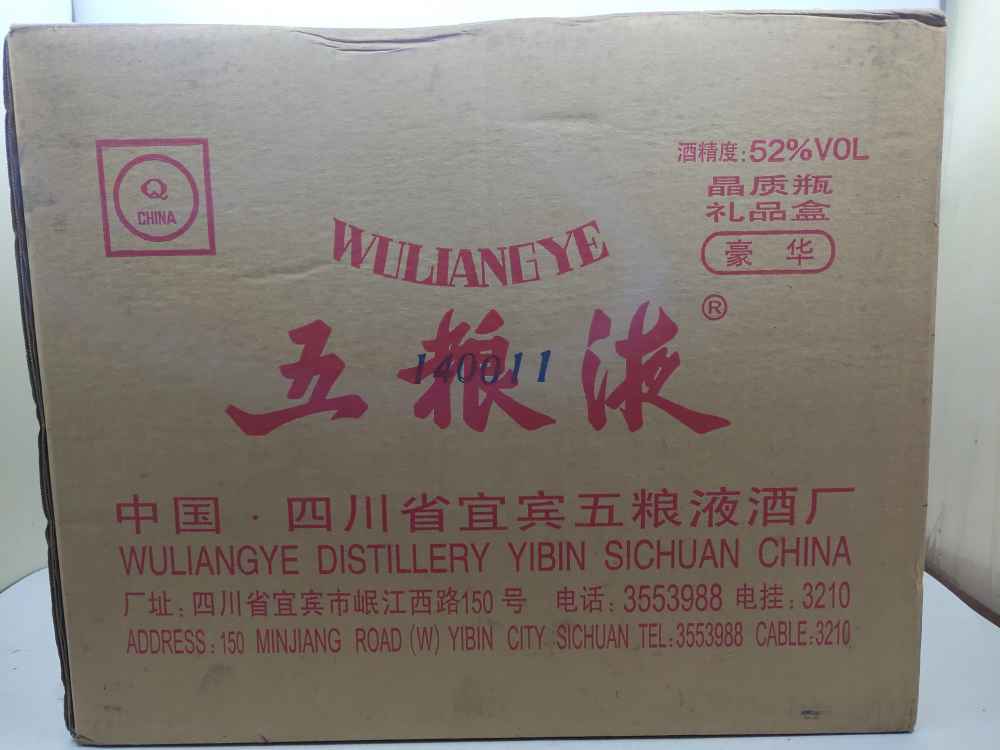 Q
CHINA
酒精度:52%VOL
晶质瓶
礼品盒
豪 华
WULIANGYE
五粮液®
140011
中国·四川省宜宾五粮液酒厂
WULIANGYE DISTILLERY YIBIN SICHUAN CHINA
厂址:四川省宜宾市岷江西路150号 电话:3553988 电挂:3210
ADDRESS:150 MINJIANG ROAD (W) YIBIN CITY SICHUAN TEL:3553988 CABLE:3210